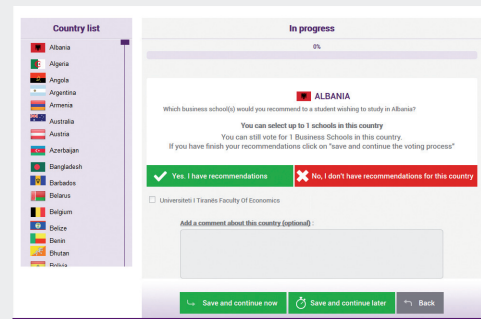 Country list
Albania
Algeria
Angola
Argentina
Armenia
Australia
Austria
Azerbaijan
Bangladesh
Barbados
Belarus
Belgium
Belize
Benin
Bhutan
Bolivia
In progress
0%
ALBANIA
Which business school(s) would you recommend to a student wishing to study in Albania?
You can select up to 1 schools in this country
You can still vote for 1 Business Schools in this country.
If you have finish your recommendations click on "save and continue the voting process"
Yes. I have recommendations
No, I don't have recommendations for this country
Universiteti I Tiranës Faculty Of Economics
Add a comment about this country (optional) :
Save and continue now
Save and continue later
Back